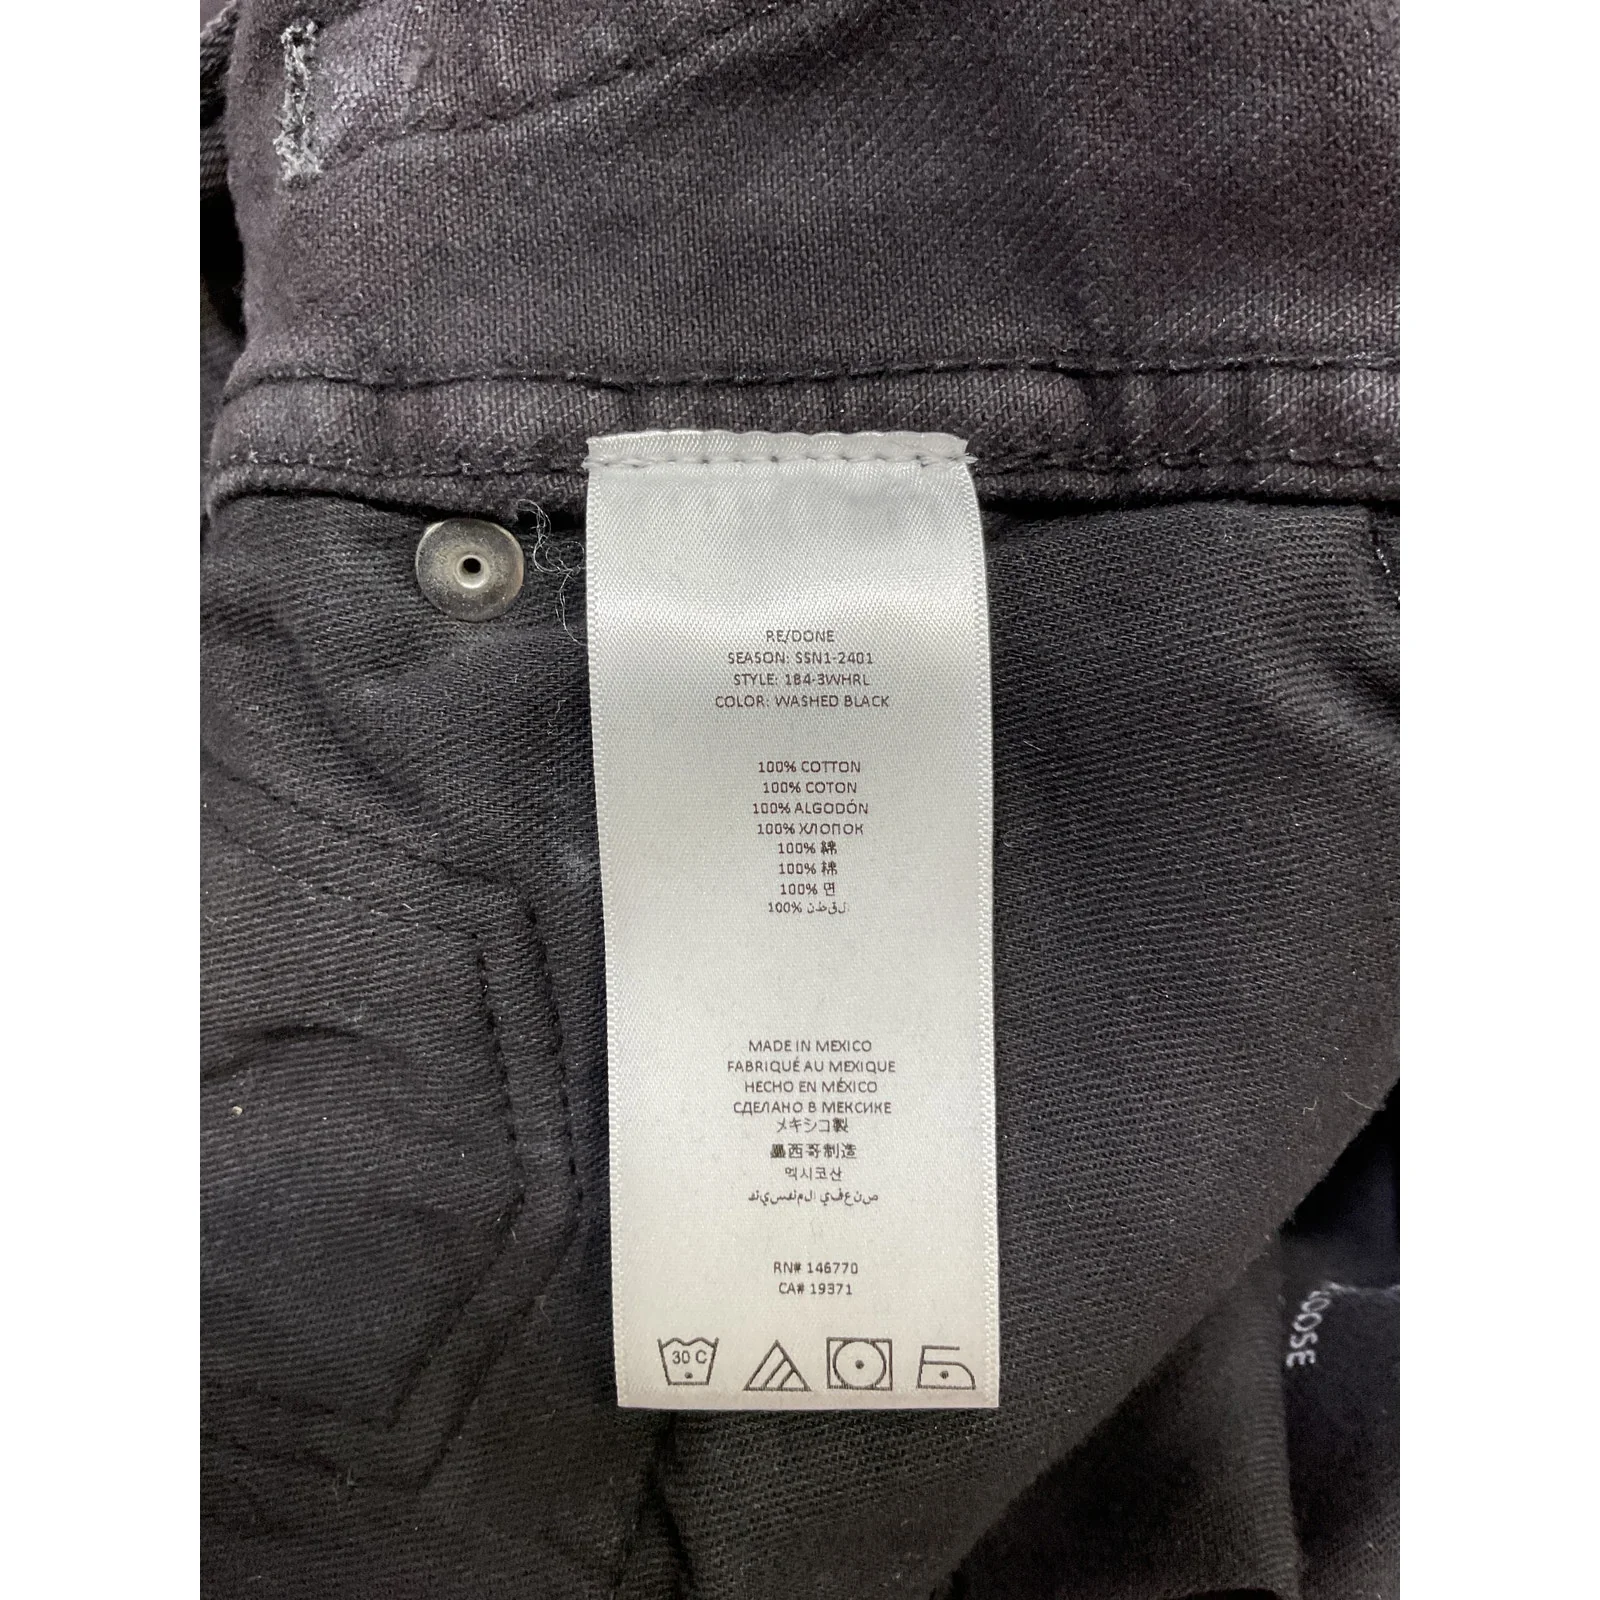 RE/DONE
SEASON: SSN1-2401
STYLE: 184-3WHRL
COLOR: WASHED BLACK
100% COTTON
100% COTON
100% ALGODÓN
100% ХЛОПОК
100% 綿
100% 棉
100% 면
100% القطن
MADE IN MEXICO
FABRIQUÉ AU MEXIQUE
HECHO EN MÉXICO
СДЕЛАНО В МЕКСИКЕ
メキシコ製
墨西哥制造
멕시코산
RN# 146770
CA# 19371
30 C
LOOSE